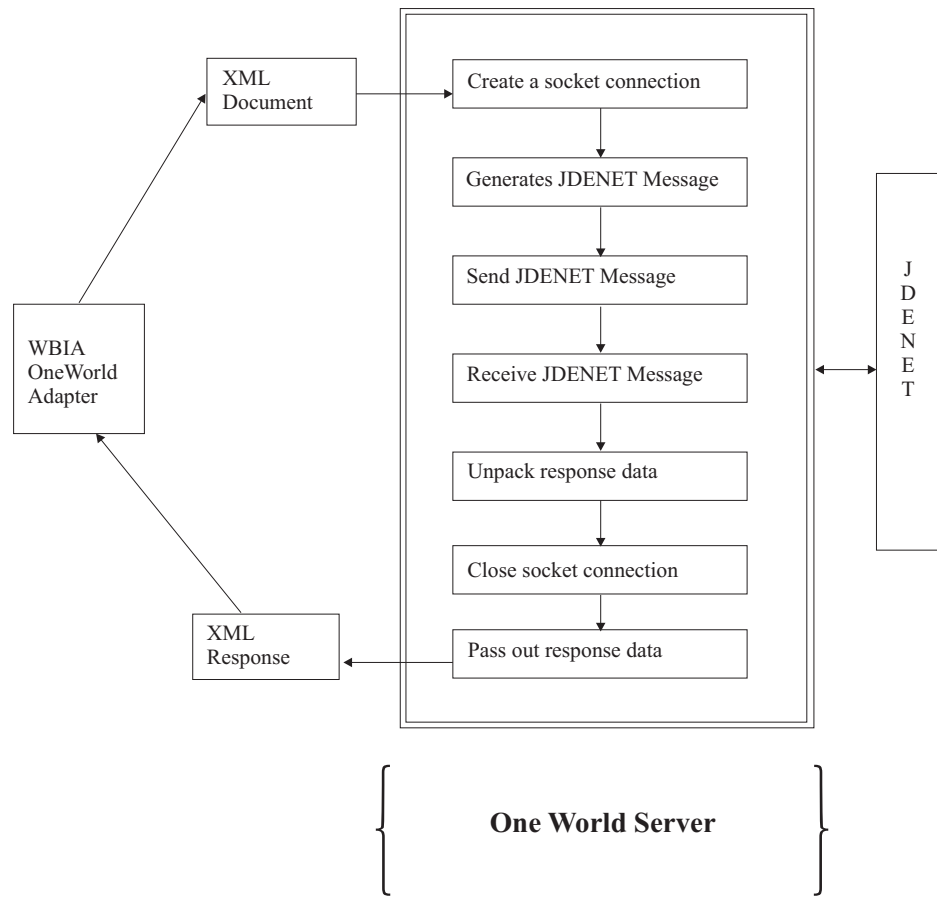 XML
Document
Create a socket connection
Generates JDENET Message
Send JDENET Message
Receive JDENET Message
Unpack response data
Close socket connection
Pass out response data
WBIA
OneWorld
Adapter
XML
Response
J
D
E
N
E
T
One World Server